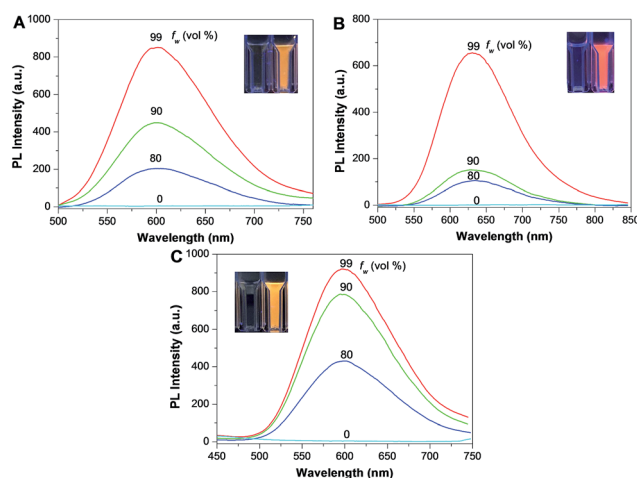 A
1000
800
600
400
200
0
99 f_w (vol %)
90
80
0
500 550 600 650 700 750
Wavelength (nm)
PL Intensity (a.u.)
B
800
600
400
200
0
99 f_w (vol %)
90
80
0
500 550 600 650 700 750 800 850
Wavelength (nm)
PL Intensity (a.u.)
C
1000
800
600
400
200
0
99 f_w (vol %)
90
80
0
450 500 550 600 650 700 750
Wavelength (nm)
PL Intensity (a.u.)